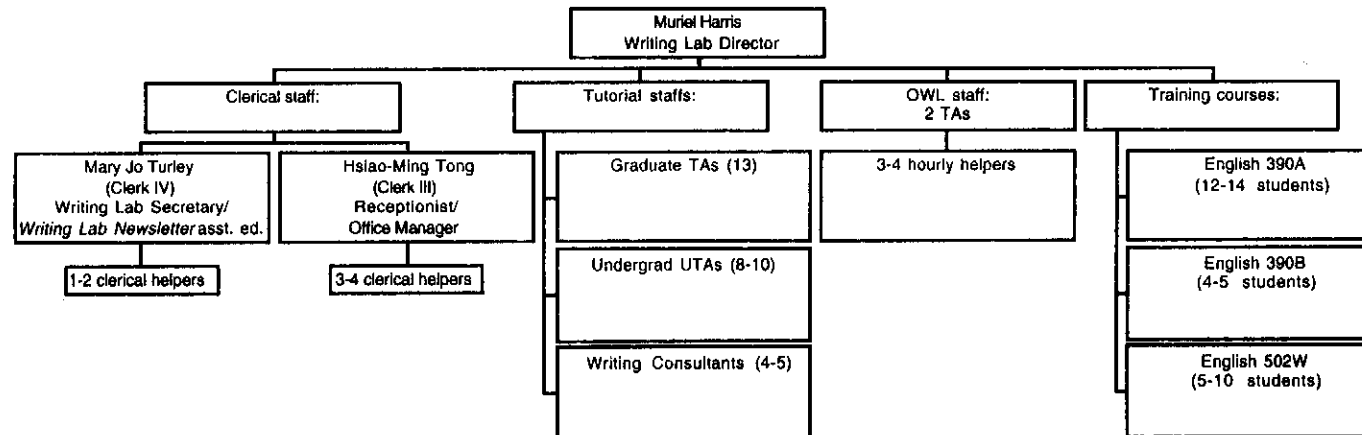 Muriel Harris
Writing Lab Director
Clerical staff:
Tutorial staffs:
OWL staff:
2 TAs
Training courses:
Mary Jo Turley
(Clerk IV)
Writing Lab Secretary/
Writing Lab Newsletter asst. ed.
1-2 clerical helpers
Hsiao-Ming Tong
(Clerk III)
Receptionist/
Office Manager
3-4 clerical helpers
Graduate TAs (13)
Undergrad UTAs (8-10)
Writing Consultants (4-5)
3-4 hourly helpers
English 390A
(12-14 students)
English 390B
(4-5 students)
English 502W
(5-10 students)